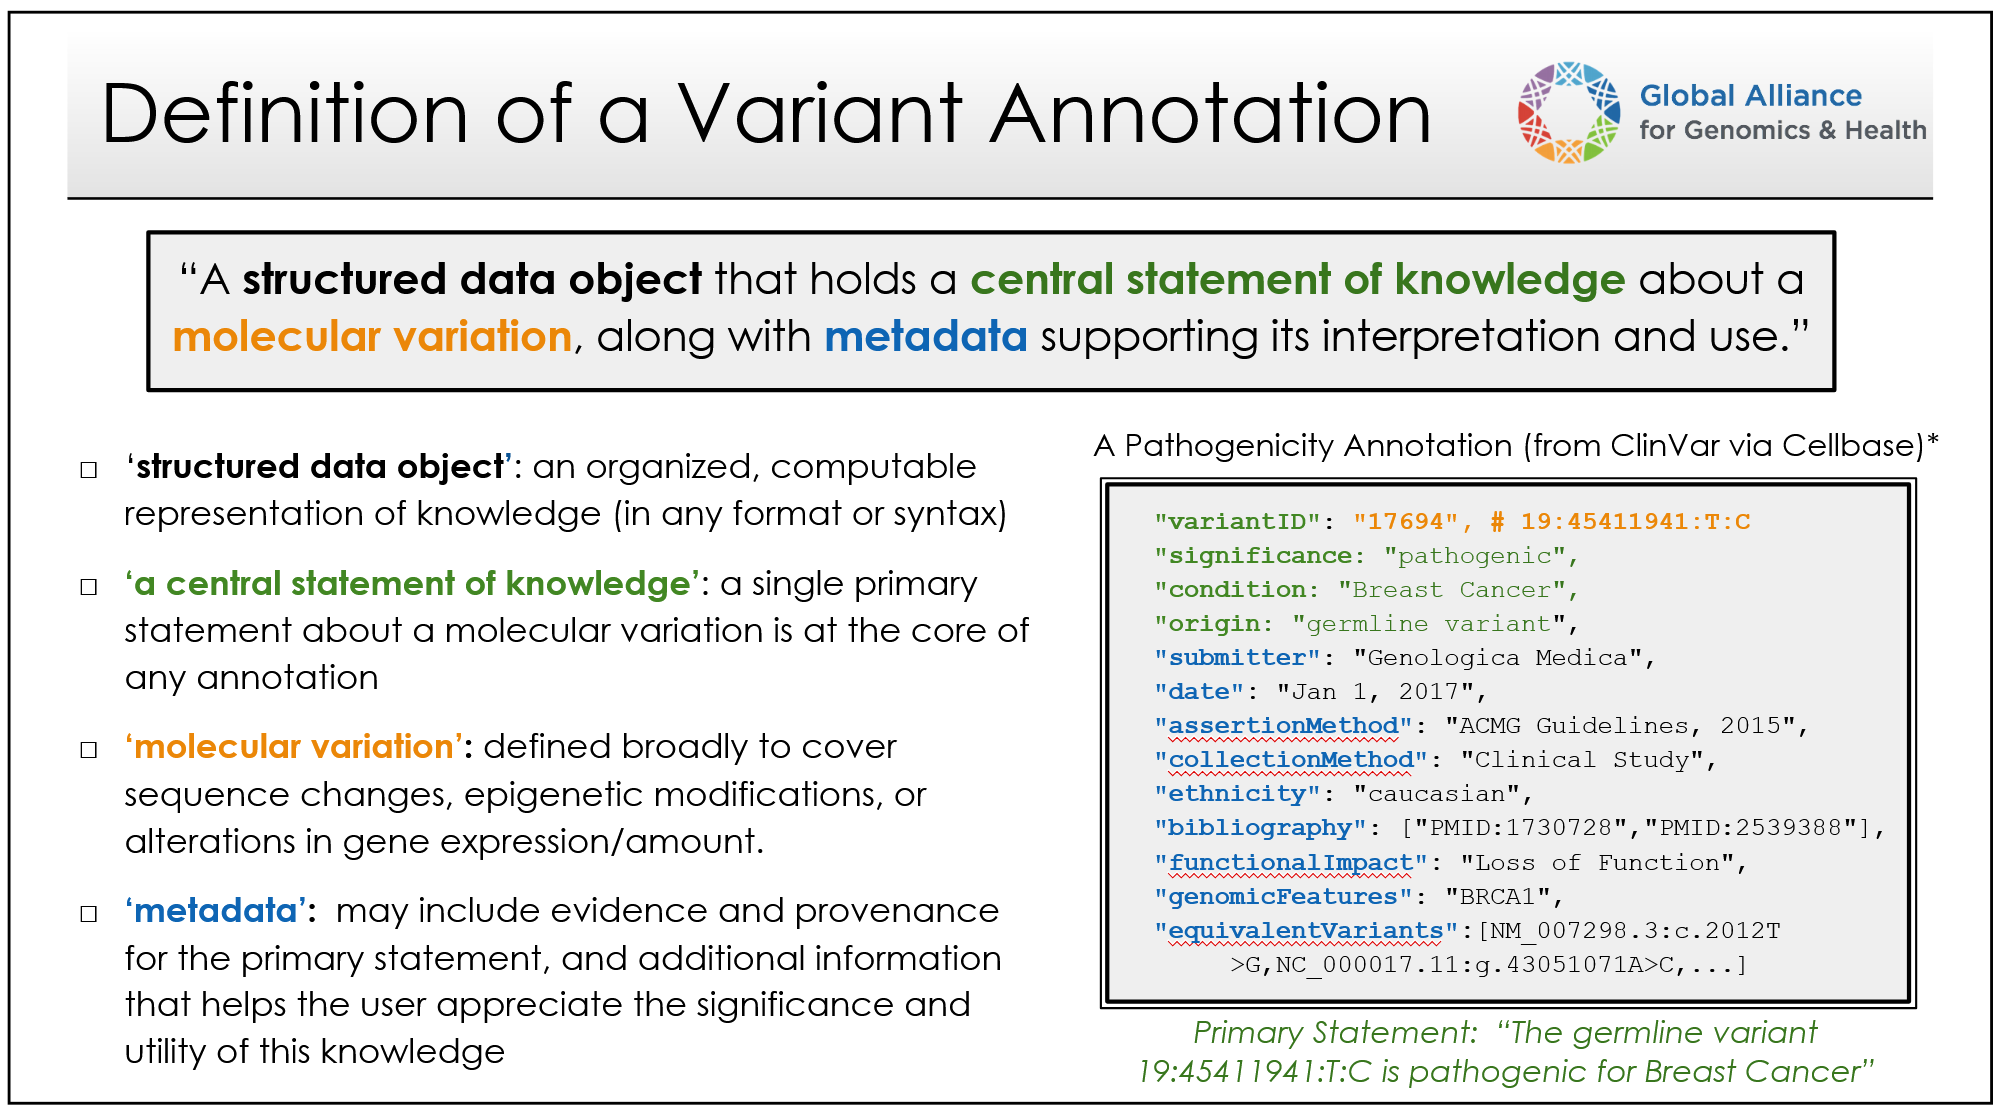 Definition of a Variant Annotation
Global Alliance
for Genomics & Health
“A structured data object that holds a central statement of knowledge about a
molecular variation, along with metadata supporting its interpretation and use.”
□ ‘structured data object’: an organized, computable
representation of knowledge (in any format or syntax)
□ ‘a central statement of knowledge’: a single primary
statement about a molecular variation is at the core of
any annotation
□ ‘molecular variation’: defined broadly to cover
sequence changes, epigenetic modifications, or
alterations in gene expression/amount.
□ ‘metadata’: may include evidence and provenance
for the primary statement, and additional information
that helps the user appreciate the significance and
utility of this knowledge
A Pathogenicity Annotation (from ClinVar via Cellbase)*
"variantID": "17694", # 19:45411941:T:C
"significance: "pathogenic",
"condition: "Breast Cancer",
"origin: "germline variant",
"submitter": "Genologica Medica",
"date": "Jan 1, 2017",
"assertionMethod": "ACMG Guidelines, 2015",
"collectionMethod": "Clinical Study",
"ethnicity": "caucasian",
"bibliography": ["PMID:1730728","PMID:2539388"],
"functionalImpact": "Loss of Function",
"genomicFeatures": "BRCA1",
"equivalentVariants":[NM_007298.3:c.2012T
>G,NC_000017.11:g.43051071A>C,...]
Primary Statement: “The germline variant
19:45411941:T:C is pathogenic for Breast Cancer”